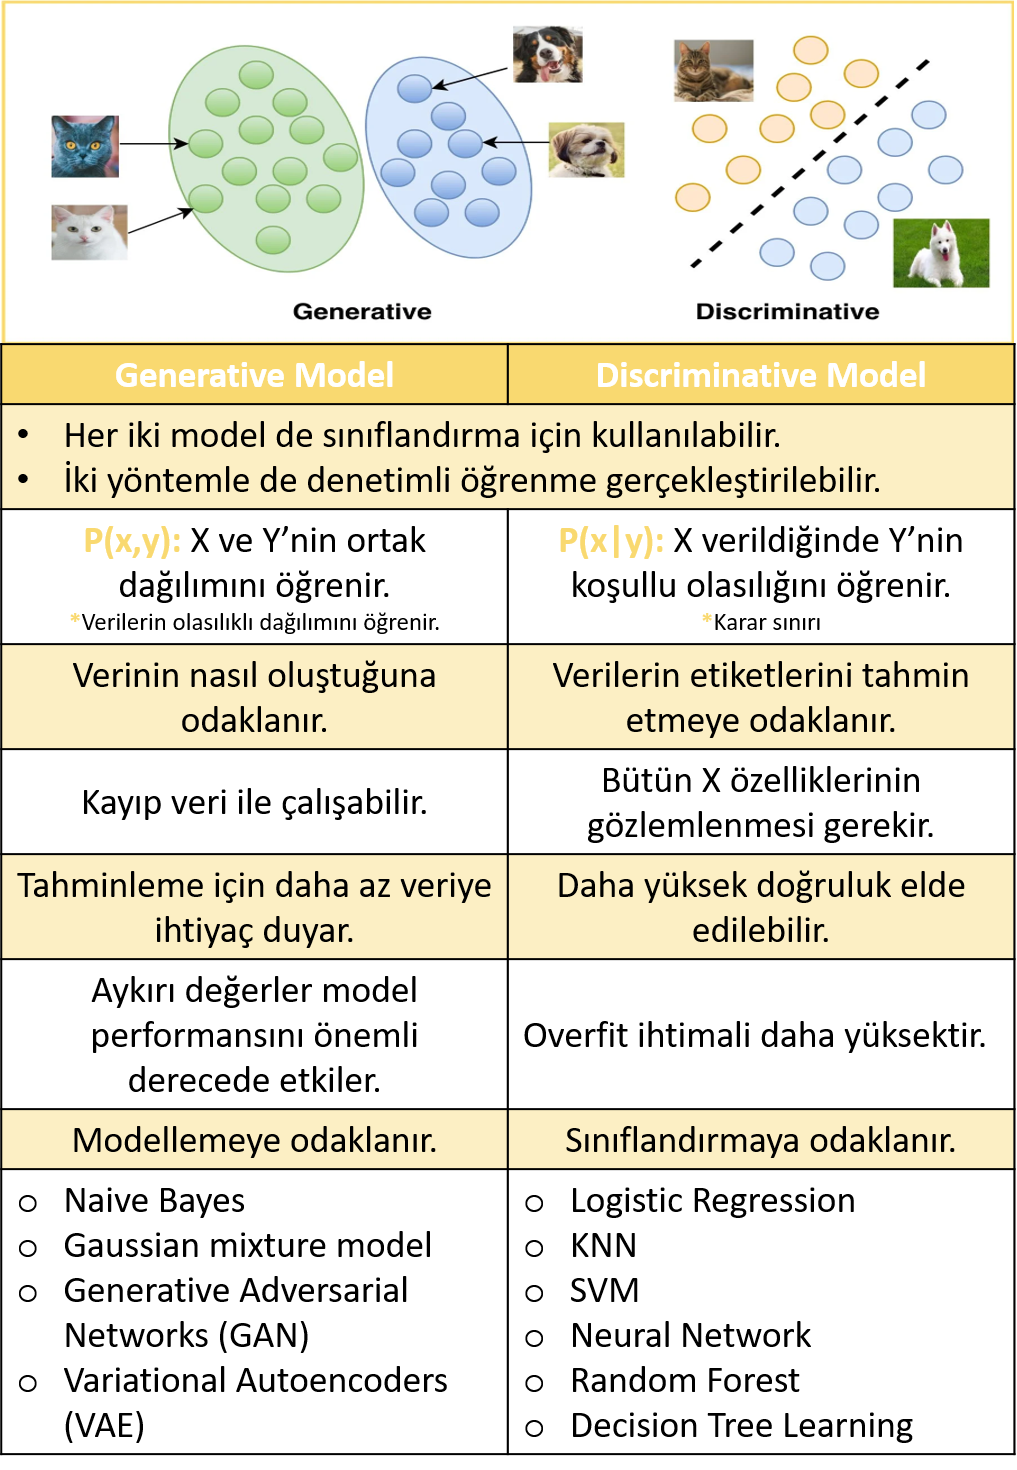 Generative
Discriminative
Generative Model
Discriminative Model
• Her iki model de sınıflandırma için kullanılabilir.
• İki yöntemle de denetimli öğrenme gerçekleştirilebilir.
P(x,y): X ve Y’nin ortak
dağılımını öğrenir.
*Verilerin olasılıklı dağılımını öğrenir.
P(x|y): X verildiğinde Y’nin
koşullu olasılığını öğrenir.
*Karar sınırı
Verinin nasıl oluştuğuna
odaklanır.
Verilerin etiketlerini tahmin
etmeye odaklanır.
Kayıp veri ile çalışabilir.
Bütün X özelliklerinin
gözlemlenmesi gerekir.
Tahminleme için daha az veriye
ihtiyaç duyar.
Daha yüksek doğruluk elde
edilebilir.
Aykırı değerler model
performansını önemli
derecede etkiler.
Overfit ihtimali daha yüksektir.
Modellemeye odaklanır.
Sınıflandırmaya odaklanır.
o Naive Bayes
o Gaussian mixture model
o Generative Adversarial
Networks (GAN)
o Variational Autoencoders
(VAE)
o Logistic Regression
o KNN
o SVM
o Neural Network
o Random Forest
o Decision Tree Learning